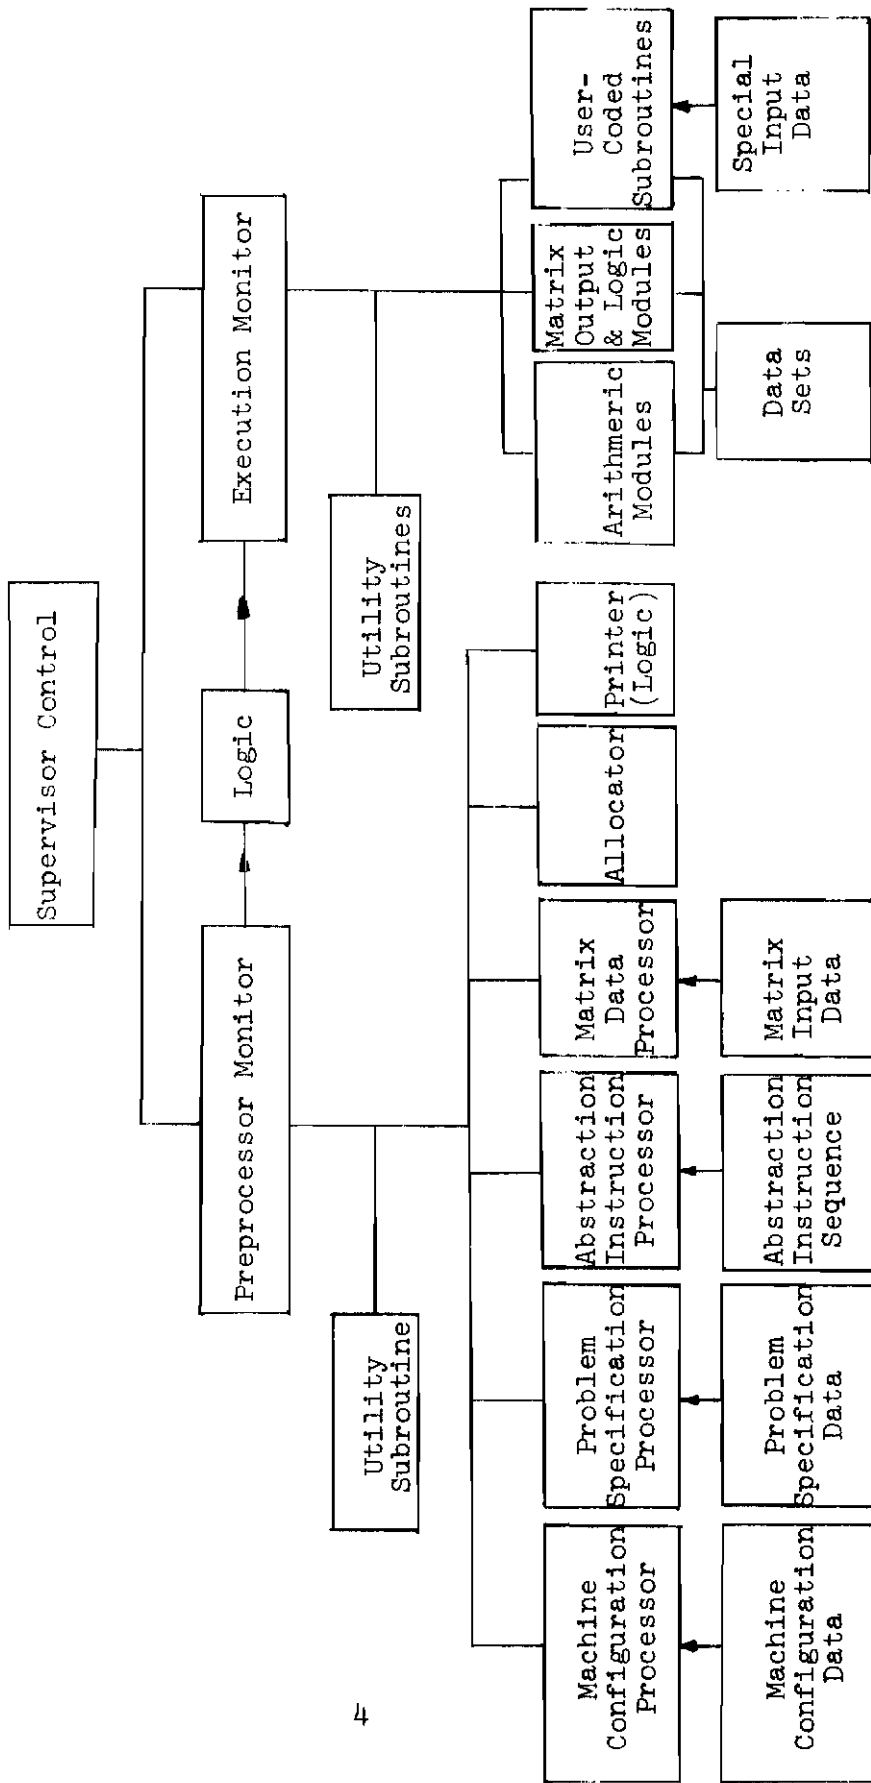 Supervisor Control
Preprocessor Monitor
Logic
Execution Monitor
Utility
Subroutine
Utility
Subroutines
Machine
Configuration
Processor
Problem
Specification
Processor
Abstraction
Instruction
Processor
Matrix
Data
Processor
Allocator
Printer
(Logic)
Arithmeric
Modules
Matrix
Output
& Logic
Modules
User-
Coded
Subroutines
Machine
Configuration
Data
Problem
Specification
Data
Abstraction
Instruction
Sequence
Matrix
Input
Data
Data
Sets
Special
Input
Data
4